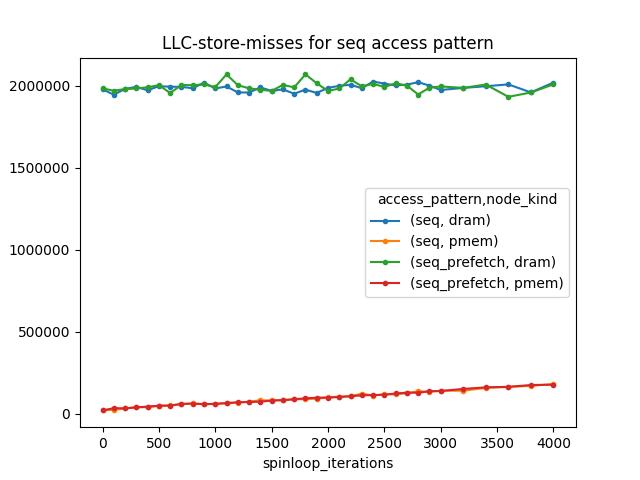 LLC-store-misses for seq access pattern
2000000
1500000
1000000
500000
0
access_pattern,node_kind
(seq, dram)
(seq, pmem)
(seq_prefetch, dram)
(seq_prefetch, pmem)
0 500 1000 1500 2000 2500 3000 3500 4000
spinloop_iterations